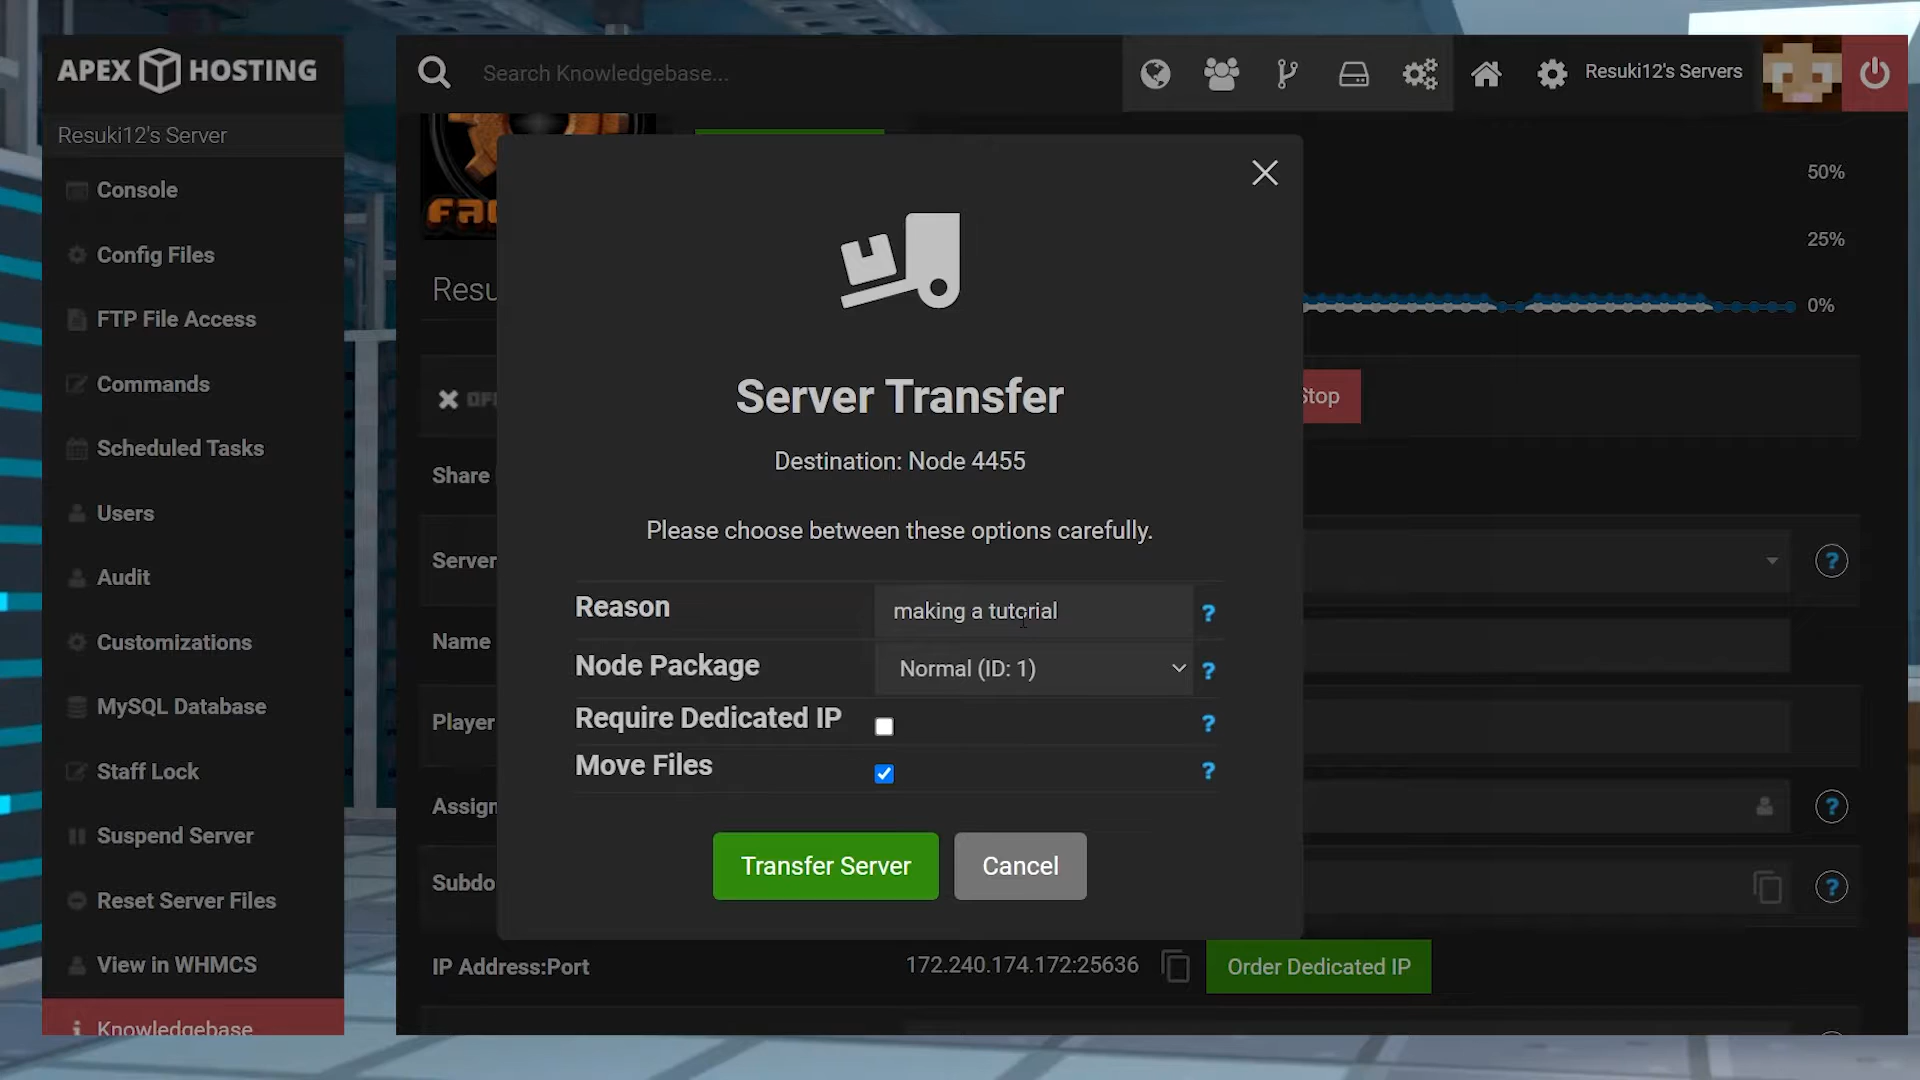 APEX HOSTING
Search Knowledgebase...
Resuki12's Servers
Resuki12's Server
Console
Config Files
FTP File Access
Commands
Scheduled Tasks
Users
Audit
Customizations
MySQL Database
Staff Lock
Suspend Server
Reset Server Files
View in WHMCS
Knowledgebase
50%
25%
0%
Resu
Stop
Share
Server
Name
Player
Assign
Subdo
IP Address:Port
172.240.174.172:25636
Order Dedicated IP
Server Transfer
Destination: Node 4455
Please choose between these options carefully.
Reason
making a tutorial
?
Node Package
Normal (ID: 1)
?
Require Dedicated IP
?
Move Files
?
Transfer Server
Cancel
?
?
?